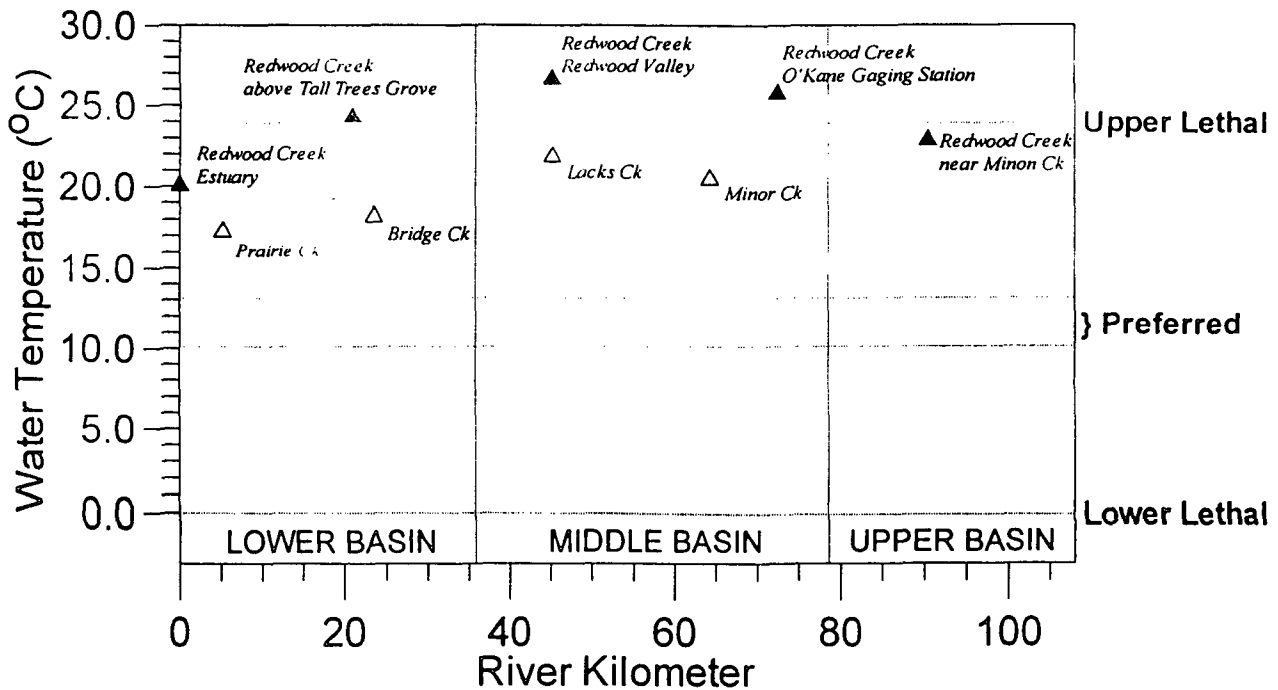 Water Temperature (°C)
30.0
25.0
20.0
15.0
10.0
5.0
0.0
Redwood Creek
above Tall Trees Grove
Redwood Creek
Estuary
Prairie Ck
Bridge Ck
Redwood Creek
Redwood Valley
Lacks Ck
Minor Ck
Redwood Creek
O'Kane Gaging Station
Redwood Creek
near Minon Ck
Upper Lethal
} Preferred
Lower Lethal
LOWER BASIN
MIDDLE BASIN
UPPER BASIN
0
20
40
60
80
100
River Kilometer